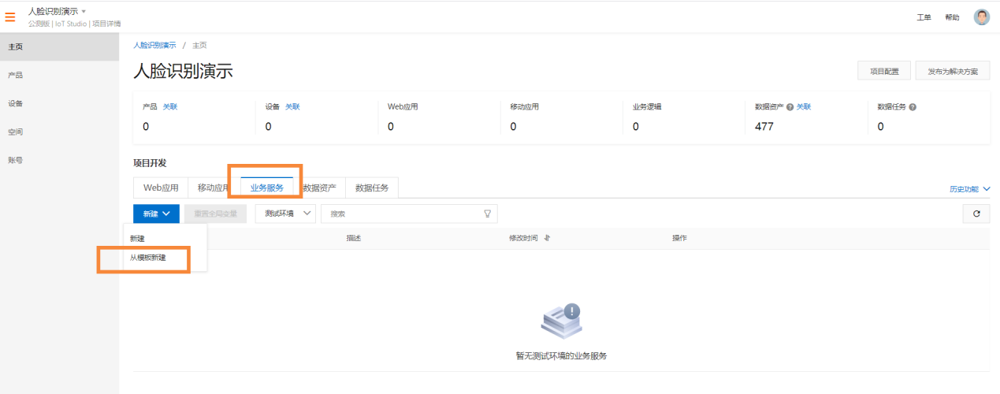 人脸识别演示
公测版 | IoT Studio | 项目详情
工单 帮助
主页
产品
设备
空间
账号
人脸识别演示 / 主页
人脸识别演示
项目配置 发布为解决方案
产品 关联 设备 关联 Web应用 移动应用 业务逻辑 数据资产 关联 数据任务
0 0 0 0 0 477 0
项目开发
Web应用 移动应用 业务服务 数据资产 数据任务 历史功能
新建 重置全局变量 测试环境 搜索
描述 修改时间 操作
新建
从模板新建
暂无测试环境的业务服务